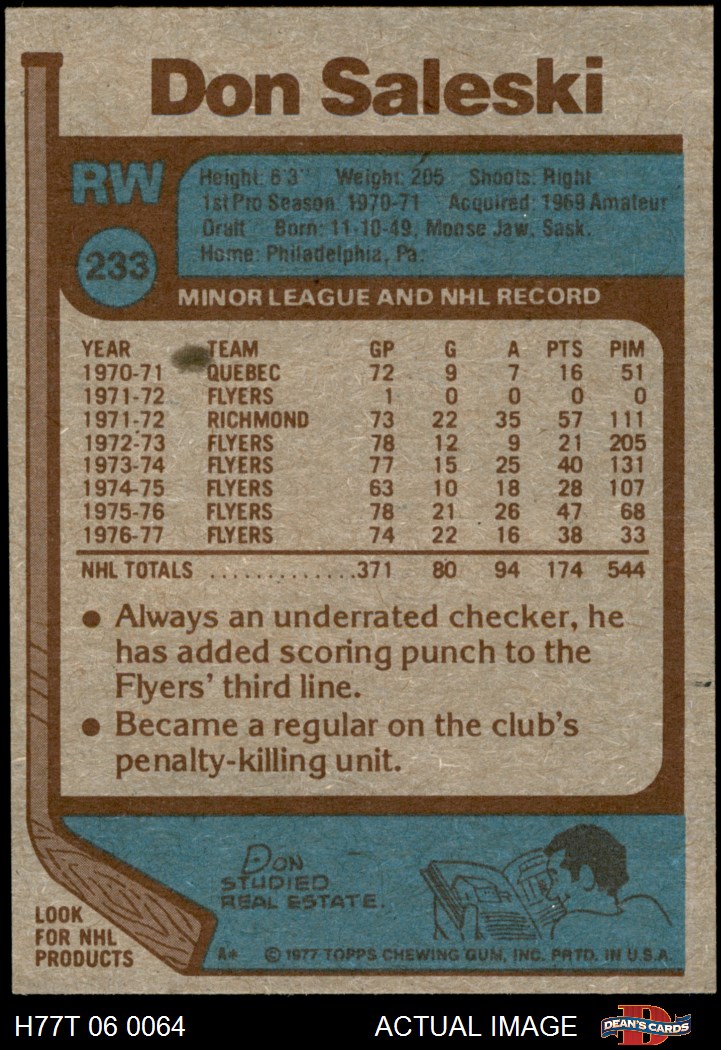 Don Saleski
RW
Height: 6'3" Weight: 205 Shoots: Right
1st Pro Season: 1970-71 Acquired: 1969 Amateur
Draft Born: 11-10-49, Moose Jaw, Sask.
Home: Philadelphia, Pa.
233
MINOR LEAGUE AND NHL RECORD
YEAR TEAM GP G A PTS PIM
1970-71 QUEBEC 72 9 7 16 51
1971-72 FLYERS 1 0 0 0 0
1971-72 RICHMOND 73 22 35 57 111
1972-73 FLYERS 78 12 9 21 205
1973-74 FLYERS 77 15 25 40 131
1974-75 FLYERS 63 10 18 28 107
1975-76 FLYERS 78 21 26 47 68
1976-77 FLYERS 74 22 16 38 33
NHL TOTALS ..............371 80 94 174 544
● Always an underrated checker, he
has added scoring punch to the
Flyers' third line.
● Became a regular on the club's
penalty-killing unit.
DON
STUDIED
REAL ESTATE.
LOOK
FOR NHL
PRODUCTS
A* © 1977 TOPPS CHEWING GUM, INC. PRTD. IN U.S.A.
H77T 06 0064 ACTUAL IMAGE DEAN'S CARDS